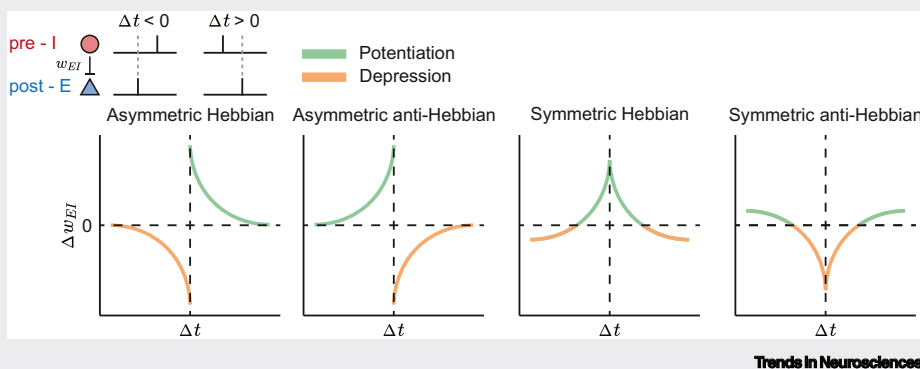 Δt < 0
Δt > 0
pre - I
w_EI
post - E
Potentiation
Depression
Asymmetric Hebbian
Asymmetric anti-Hebbian
Symmetric Hebbian
Symmetric anti-Hebbian
Δw_EI
0
Δt
Δt
Δt
Δt
Trends in Neurosciences